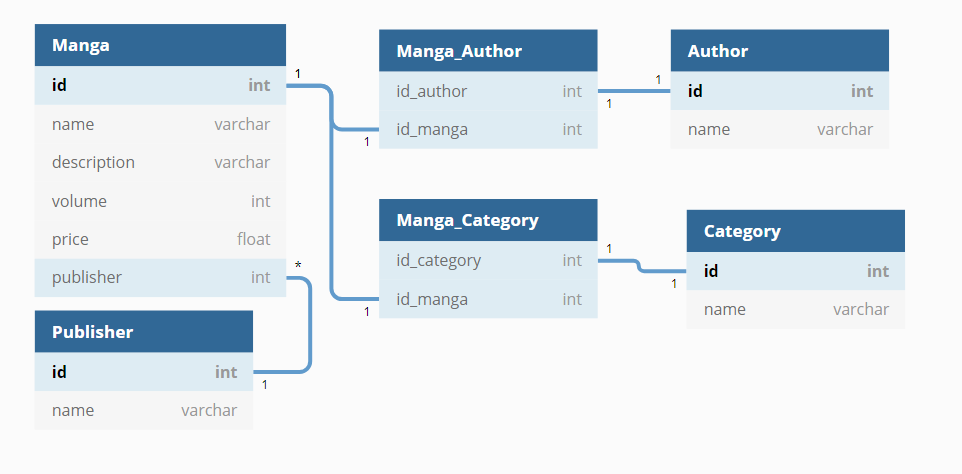 Manga
id int
name varchar
description varchar
volume int
price float
publisher int
Publisher
id int
name varchar
Manga_Author
id_author int
id_manga int
Manga_Category
id_category int
id_manga int
Author
id int
name varchar
Category
id int
name varchar
1
1
1
1
*
1
1
1
1
1